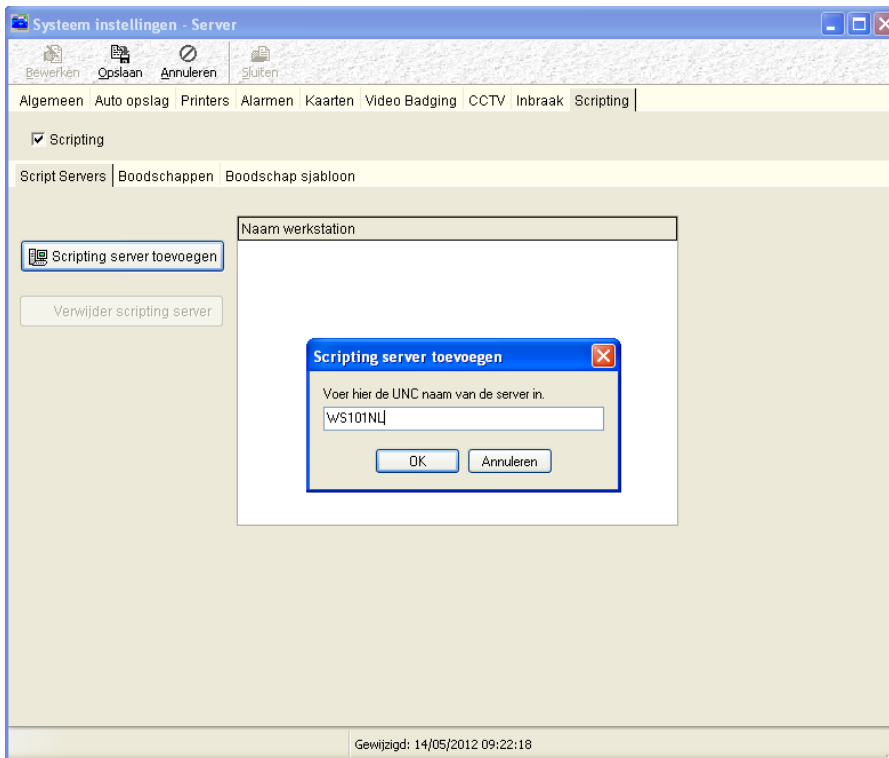 Systeem instellingen - Server
Bewerken Opslaan Annuleren Sluiten
Algemeen Auto opslag Printers Alarmen Kaarten Video Badging CCTV Inbraak Scripting
Scripting
Script Servers Boodschappen Boodschap sjabloon
Naam werkstation
Scripting server toevoegen
Verwijder scripting server
Scripting server toevoegen
Voer hier de UNC naam van de server in.
WS101NL
OK Annuleren
Gewijzigd: 14/05/2012 09:22:18